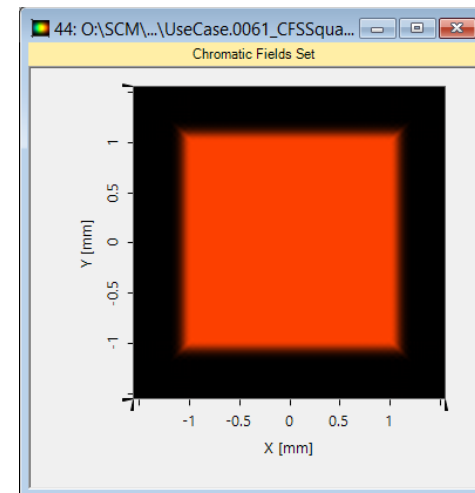 44: O:\SCM\...\UseCase.0061_CFSSqua...
Chromatic Fields Set
1
0.5
0
-0.5
-1
Y [mm]
-1 -0.5 0 0.5 1
X [mm]